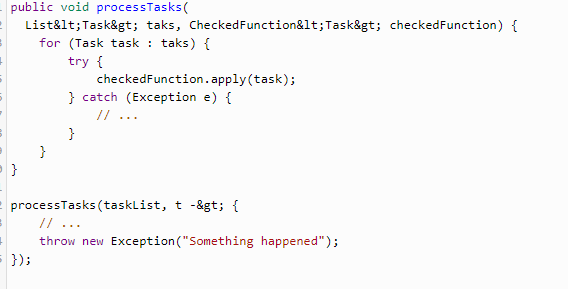 public void processTasks(
  List&lt;Task&gt; taks, CheckedFunction&lt;Task&gt; checkedFunction) {
    for (Task task : taks) {
        try {
            checkedFunction.apply(task);
        } catch (Exception e) {
            // ...
        }
    }
}

processTasks(taskList, t -&gt; {
    // ...
    throw new Exception("Something happened");
});